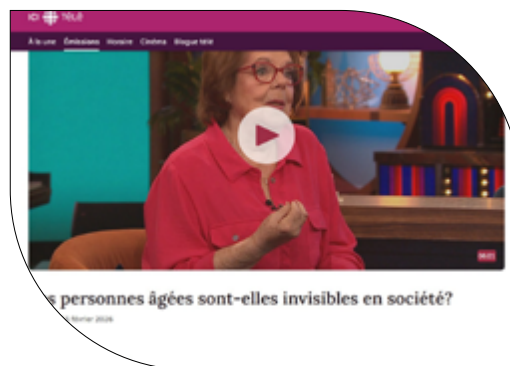 ICI TÉLÉ
À la une Émissions Horaire Cinéma Blogue télé
personnes âgées sont-elles invisibles en société?
février 2026